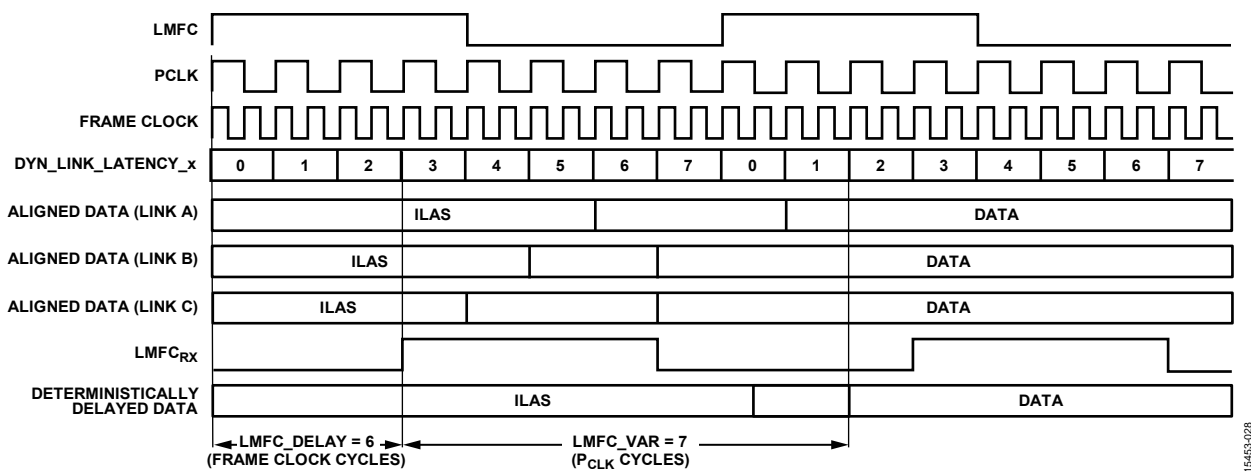 LMFC
PCLK
FRAME CLOCK
DYN_LINK_LATENCY_x 0 1 2 3 4 5 6 7 0 1 2 3 4 5 6 7
ALIGNED DATA (LINK A) ILAS DATA
ALIGNED DATA (LINK B) ILAS DATA
ALIGNED DATA (LINK C) ILAS DATA
LMFCRX
DETERMINISTICALLY
DELAYED DATA ILAS DATA
LMFC_DELAY = 6 LMFC_VAR = 7
(FRAME CLOCK CYCLES) (PCLK CYCLES)
15453-028